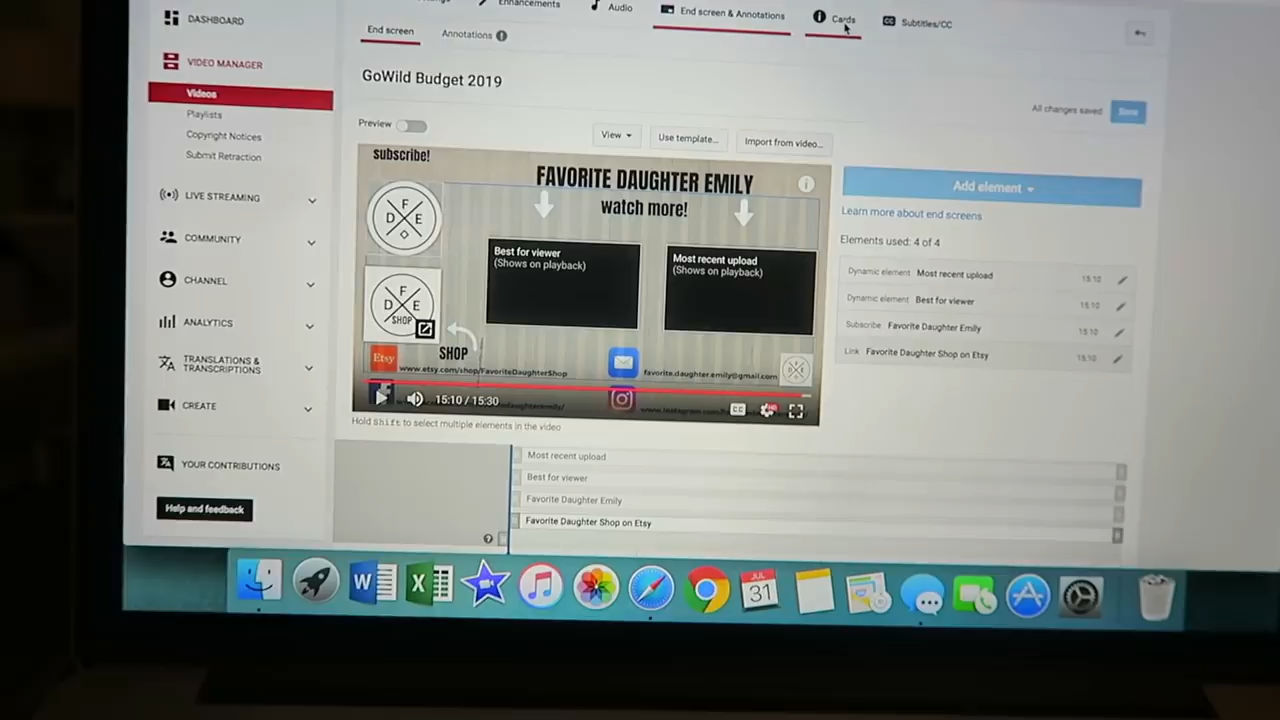 DASHBOARD
VIDEO MANAGER
Videos
Playlists
Copyright Notices
Submit Retraction
LIVE STREAMING
COMMUNITY
CHANNEL
ANALYTICS
TRANSLATIONS &
TRANSCRIPTIONS
CREATE
YOUR CONTRIBUTIONS
Help and feedback
Enhancements
Audio
End screen & Annotations
Cards
CC Subtitles/CC
End screen
Annotations
GoWild Budget 2019
All changes saved
Save
Preview
View
Use template...
Import from video...
subscribe!
FAVORITE DAUGHTER EMILY
watch more!
F
D E
Best for viewer
(Shows on playback)
Most recent upload
(Shows on playback)
F
D E
SHOP
SHOP
Etsy
www.etsy.com/shop/FavoriteDaughterShop
favorite.daughter.emily@gmail.com
15:10 / 15:30
CC
HD
Hold Shift to select multiple elements in the video
Add element
Learn more about end screens
Elements used: 4 of 4
Dynamic element Most recent upload 15:10
Dynamic element Best for viewer 15:10
Subscribe Favorite Daughter Emily 15:10
Link Favorite Daughter Shop on Etsy 15:10
Most recent upload
Best for viewer
Favorite Daughter Emily
Favorite Daughter Shop on Etsy
W
X
JUL
31